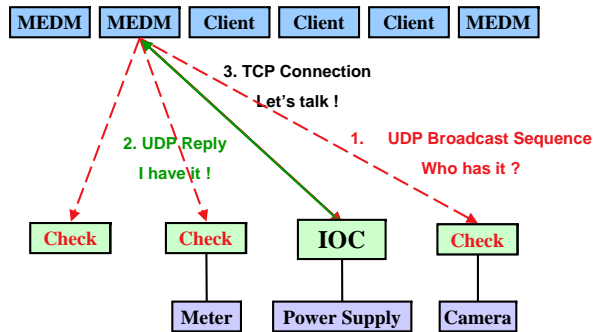 MEDM MEDM Client Client Client MEDM
3. TCP Connection
Let's talk !
1. UDP Broadcast Sequence
Who has it ?
2. UDP Reply
I have it !
Check Check IOC Check
Meter Power Supply Camera